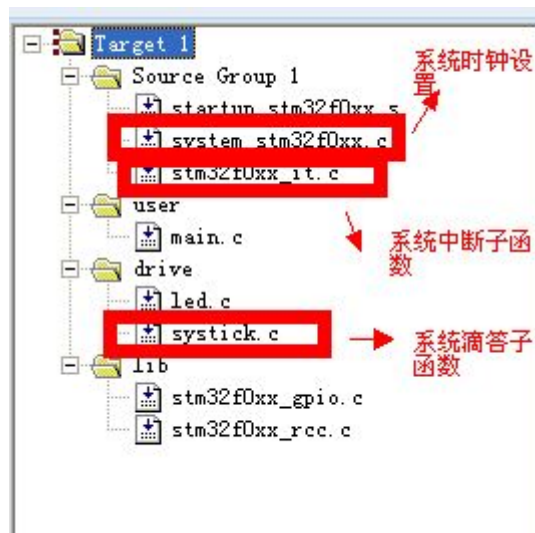 Target 1
Source Group 1
系统时钟设
置
startup_stm32f0xx.s
system_stm32f0xx.c
stm32f0xx_it.c
user
main.c
系统中断子函
数
drive
led.c
systick.c
系统滴答子
函数
lib
stm32f0xx_gpio.c
stm32f0xx_rcc.c